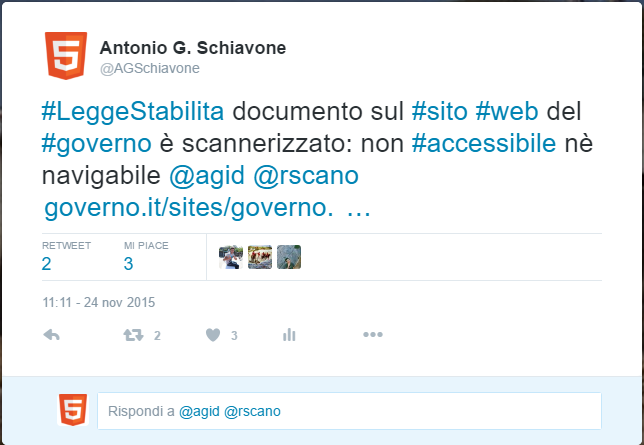 Antonio G. Schiavone
@AGSchiavone
#LeggeStabilita documento sul #sito #web del
#governo è scannerizzato: non #accessibile nè
navigabile @agid @rscano
governo.it/sites/governo. …
RETWEET MI PIACE
2 3
11:11 - 24 nov 2015
2 3
Rispondi a @agid @rscano